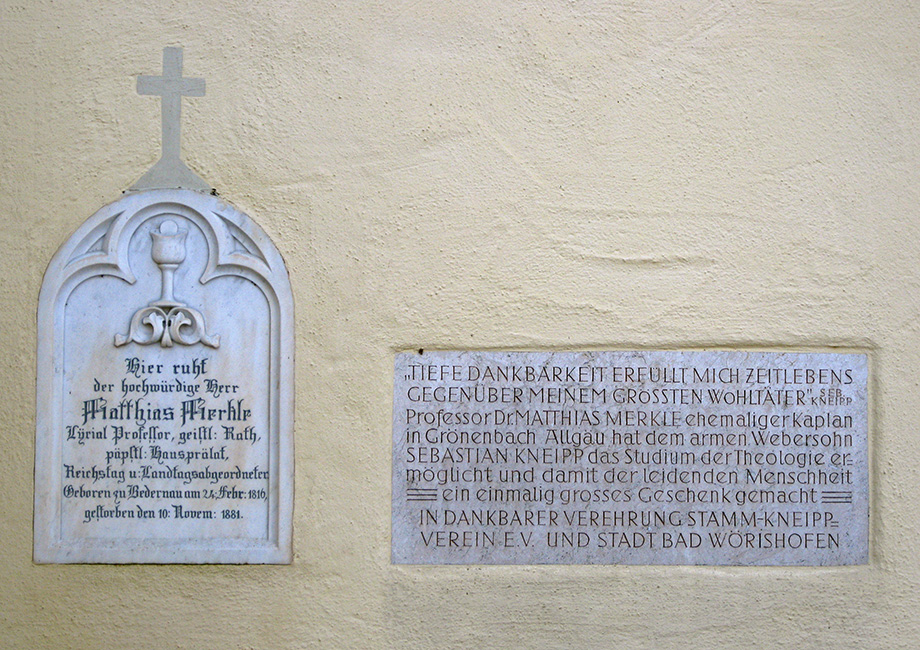 Hier ruht
der hochwürdige Herr
Matthias Merkle
Lyzial Professor, geistl: Rath,
päpstl: Hausprälat,
Reichstag u: Landtagsabgeordneter
Geboren zu Bedernau am 24. Febr: 1816,
gestorben den 10: Novem: 1881.
„TIEFE DANKBARKEIT ERFÜLLT MICH ZEITLEBENS
GEGENÜBER MEINEM GRÖSSTEN WOHLTÄTER" SEB. KNEIPP
Professor Dr. MATTHIAS MERKLE ehemaliger Kaplan
in Grönenbach Allgäu hat dem armen Webersohn
SEBASTIAN KNEIPP das Studium der Theologie er=
möglicht und damit der leidenden Menschheit
ein einmalig grosses Geschenk gemacht
IN DANKBARER VEREHRUNG STAMM-KNEIPP=
VEREIN E.V. UND STADT BAD WÖRISHOFEN